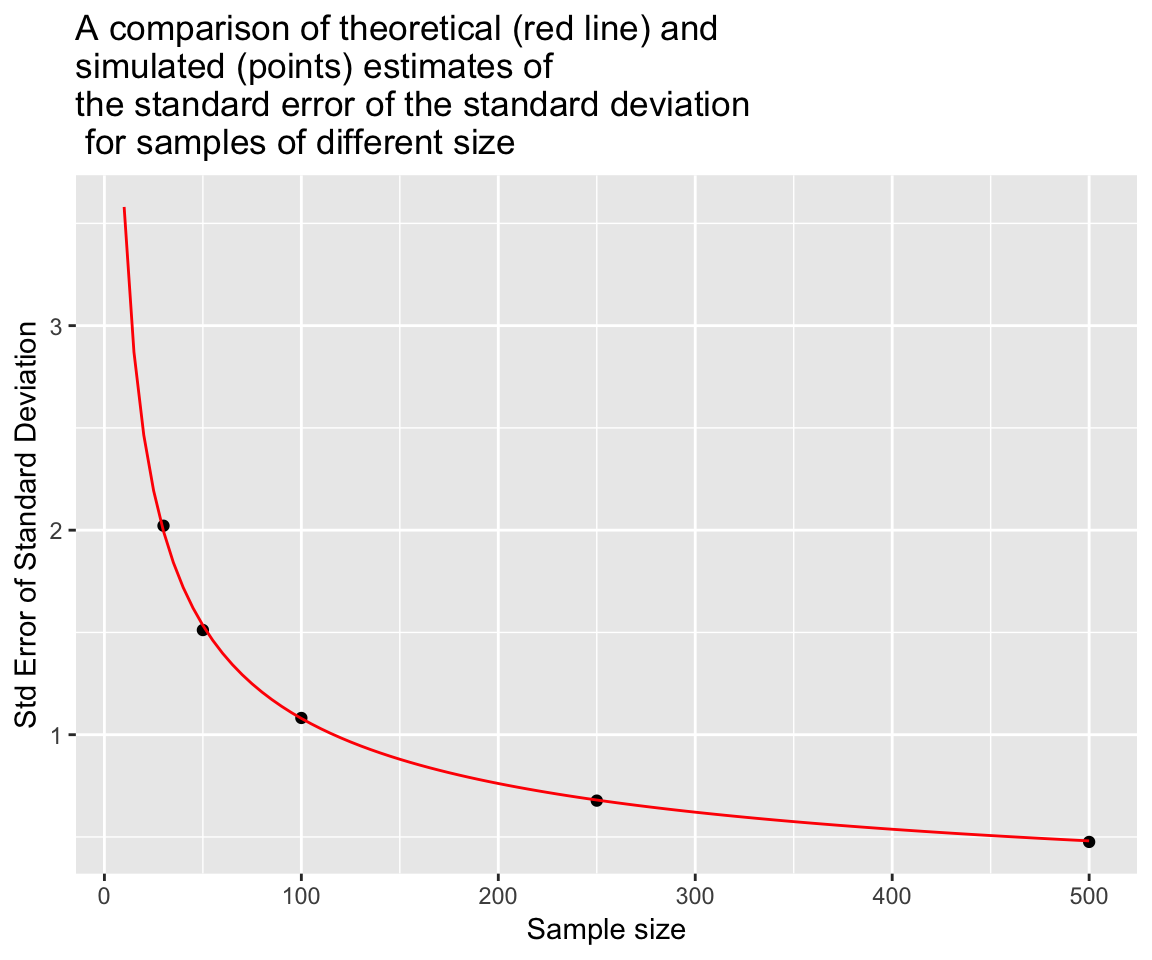 A comparison of theoretical (red line) and
simulated (points) estimates of
the standard error of the standard deviation
for samples of different size
Std Error of Standard Deviation
3
2
1
0 100 200 300 400 500
Sample size